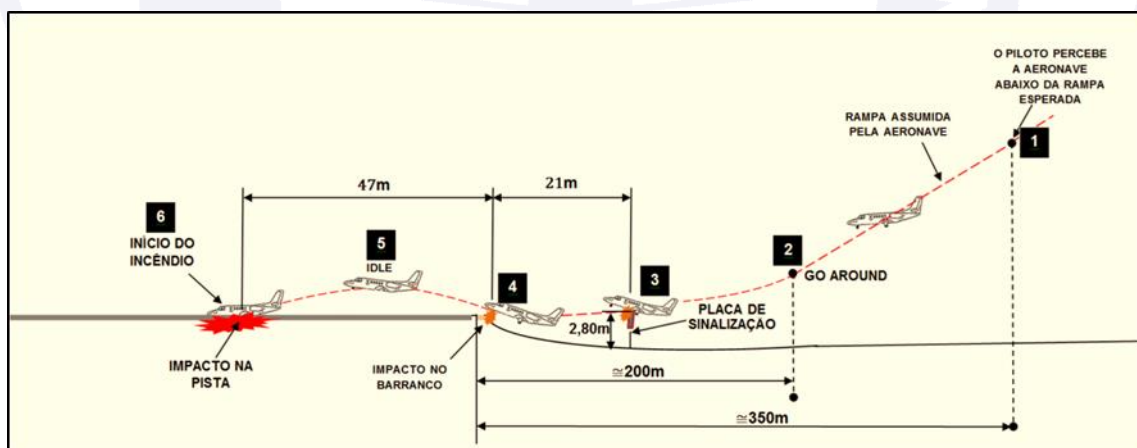 O PILOTO PERCEBE
A AERONAVE
ABAIXO DA RAMPA
ESPERADA
1
RAMPA ASSUMIDA
PELA AERONAVE
47m
21m
6
INÌCIO DO
INCÊNDIO
5
IDLE
4
3
2
GO AROUND
PLACA DE
SINALIZAÇÃO
2,80m
IMPACTO NA
PISTA
IMPACTO NO
BARRANCO
≅200m
≅350m